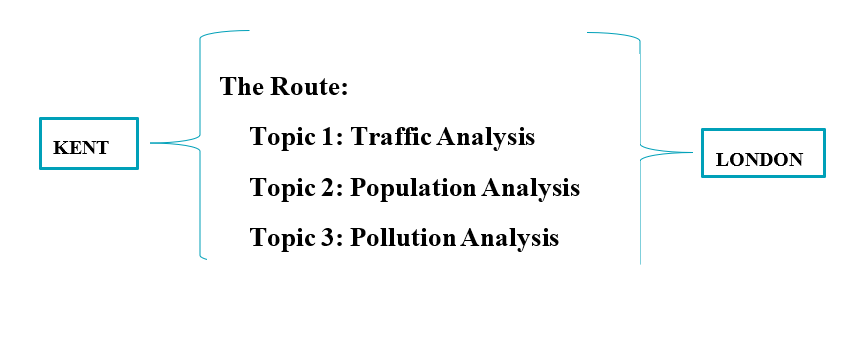 The Route:
Topic 1: Traffic Analysis
KENT
LONDON
Topic 2: Population Analysis
Topic 3: Pollution Analysis